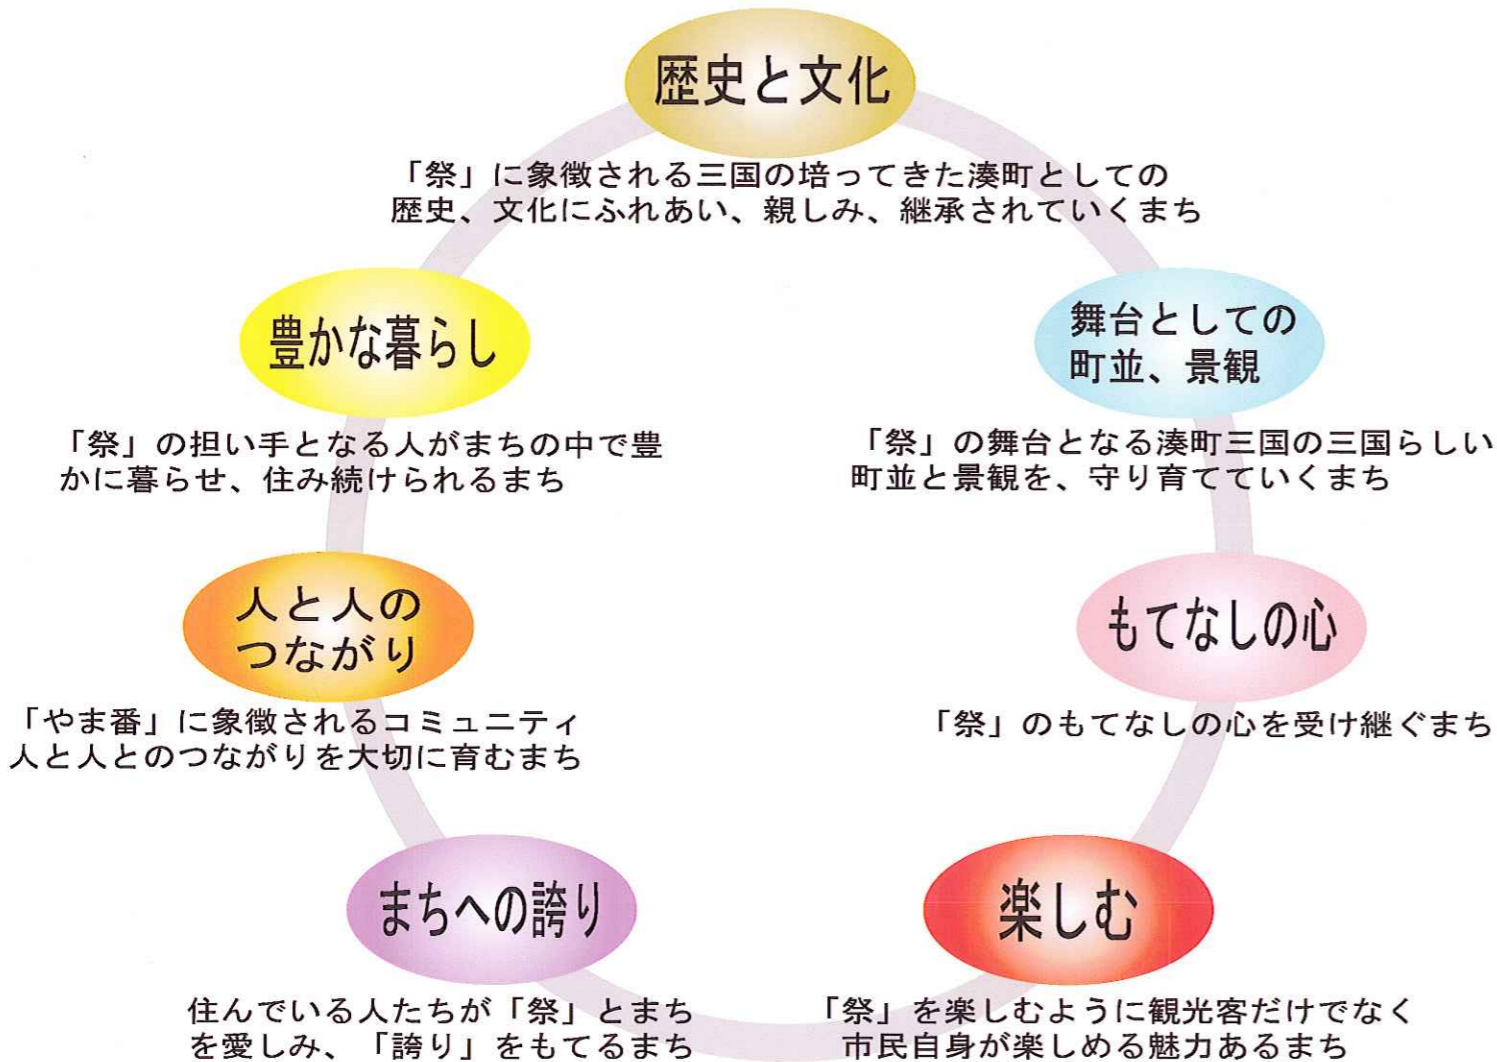 歴史と文化
「祭」に象徴される三国の培ってきた湊町としての
歴史、文化にふれあい、親しみ、継承されていくまち
舞台としての
町並、景観
「祭」の舞台となる湊町三国の三国らしい
町並と景観を、守り育てていくまち
もてなしの心
「祭」のもてなしの心を受け継ぐまち
楽しむ
「祭」を楽しむように観光客だけでなく
市民自身が楽しめる魅力あるまち
まちへの誇り
住んでいる人たちが「祭」とまち
を愛しみ、「誇り」をもてるまち
人と人の
つながり
「やま番」に象徴されるコミュニティ
人と人とのつながりを大切に育むまち
豊かな暮らし
「祭」の担い手となる人がまちの中で豊
かに暮らせ、住み続けられるまち